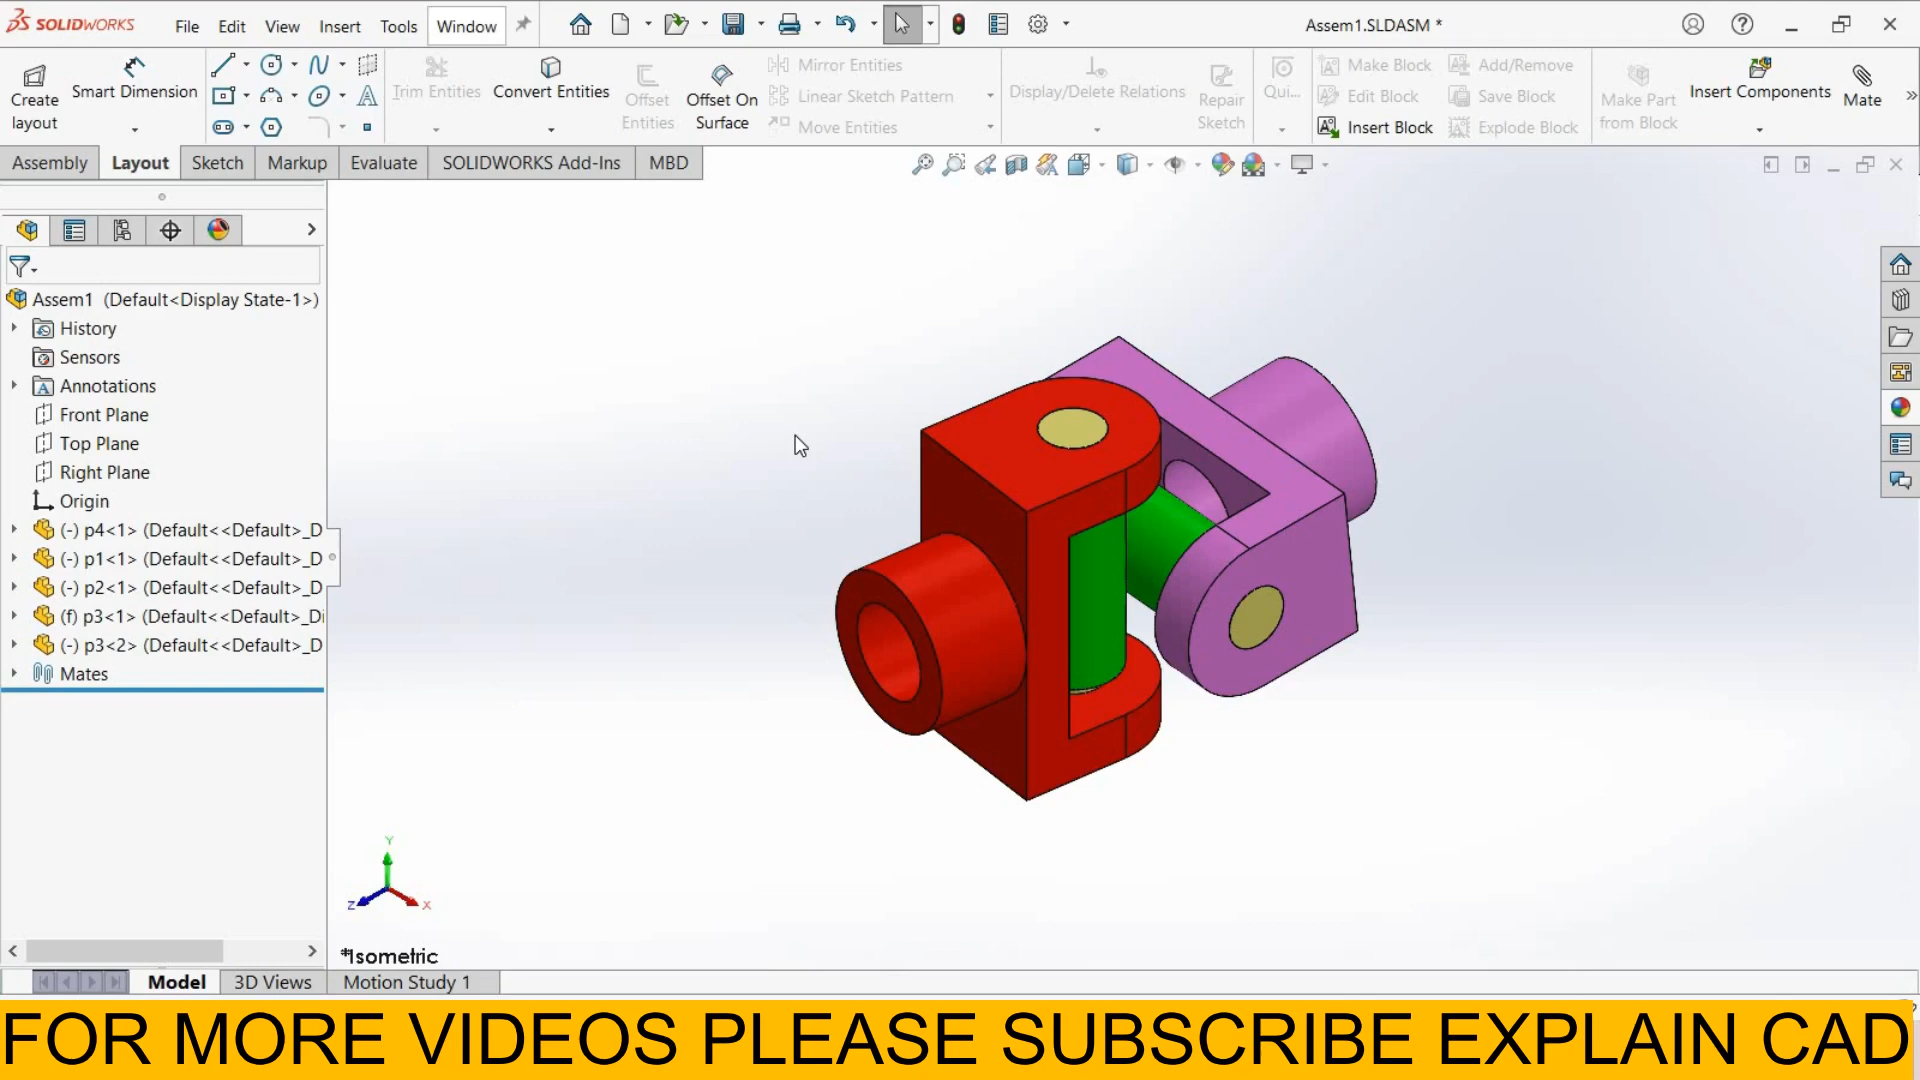 SOLIDWORKS File Edit View Insert Tools Window Assem1.SLDASM *
Create layout
Smart Dimension
Trim Entities
Convert Entities
Offset Entities
Offset On Surface
Mirror Entities
Linear Sketch Pattern
Move Entities
Display/Delete Relations
Repair Sketch
Qui...
Make Block
Edit Block
Insert Block
Add/Remove
Save Block
Explode Block
Make Part from Block
Insert Components
Mate
Assembly Layout Sketch Markup Evaluate SOLIDWORKS Add-Ins MBD
Assem1 (Default<Display State-1>)
History
Sensors
Annotations
Front Plane
Top Plane
Right Plane
Origin
(-) p4<1> (Default<<Default>_D
(-) p1<1> (Default<<Default>_D
(-) p2<1> (Default<<Default>_D
(f) p3<1> (Default<<Default>_Di
(-) p3<2> (Default<<Default>_D
Mates
Y
Z X
*Isometric
Model 3D Views Motion Study 1
FOR MORE VIDEOS PLEASE SUBSCRIBE EXPLAIN CAD